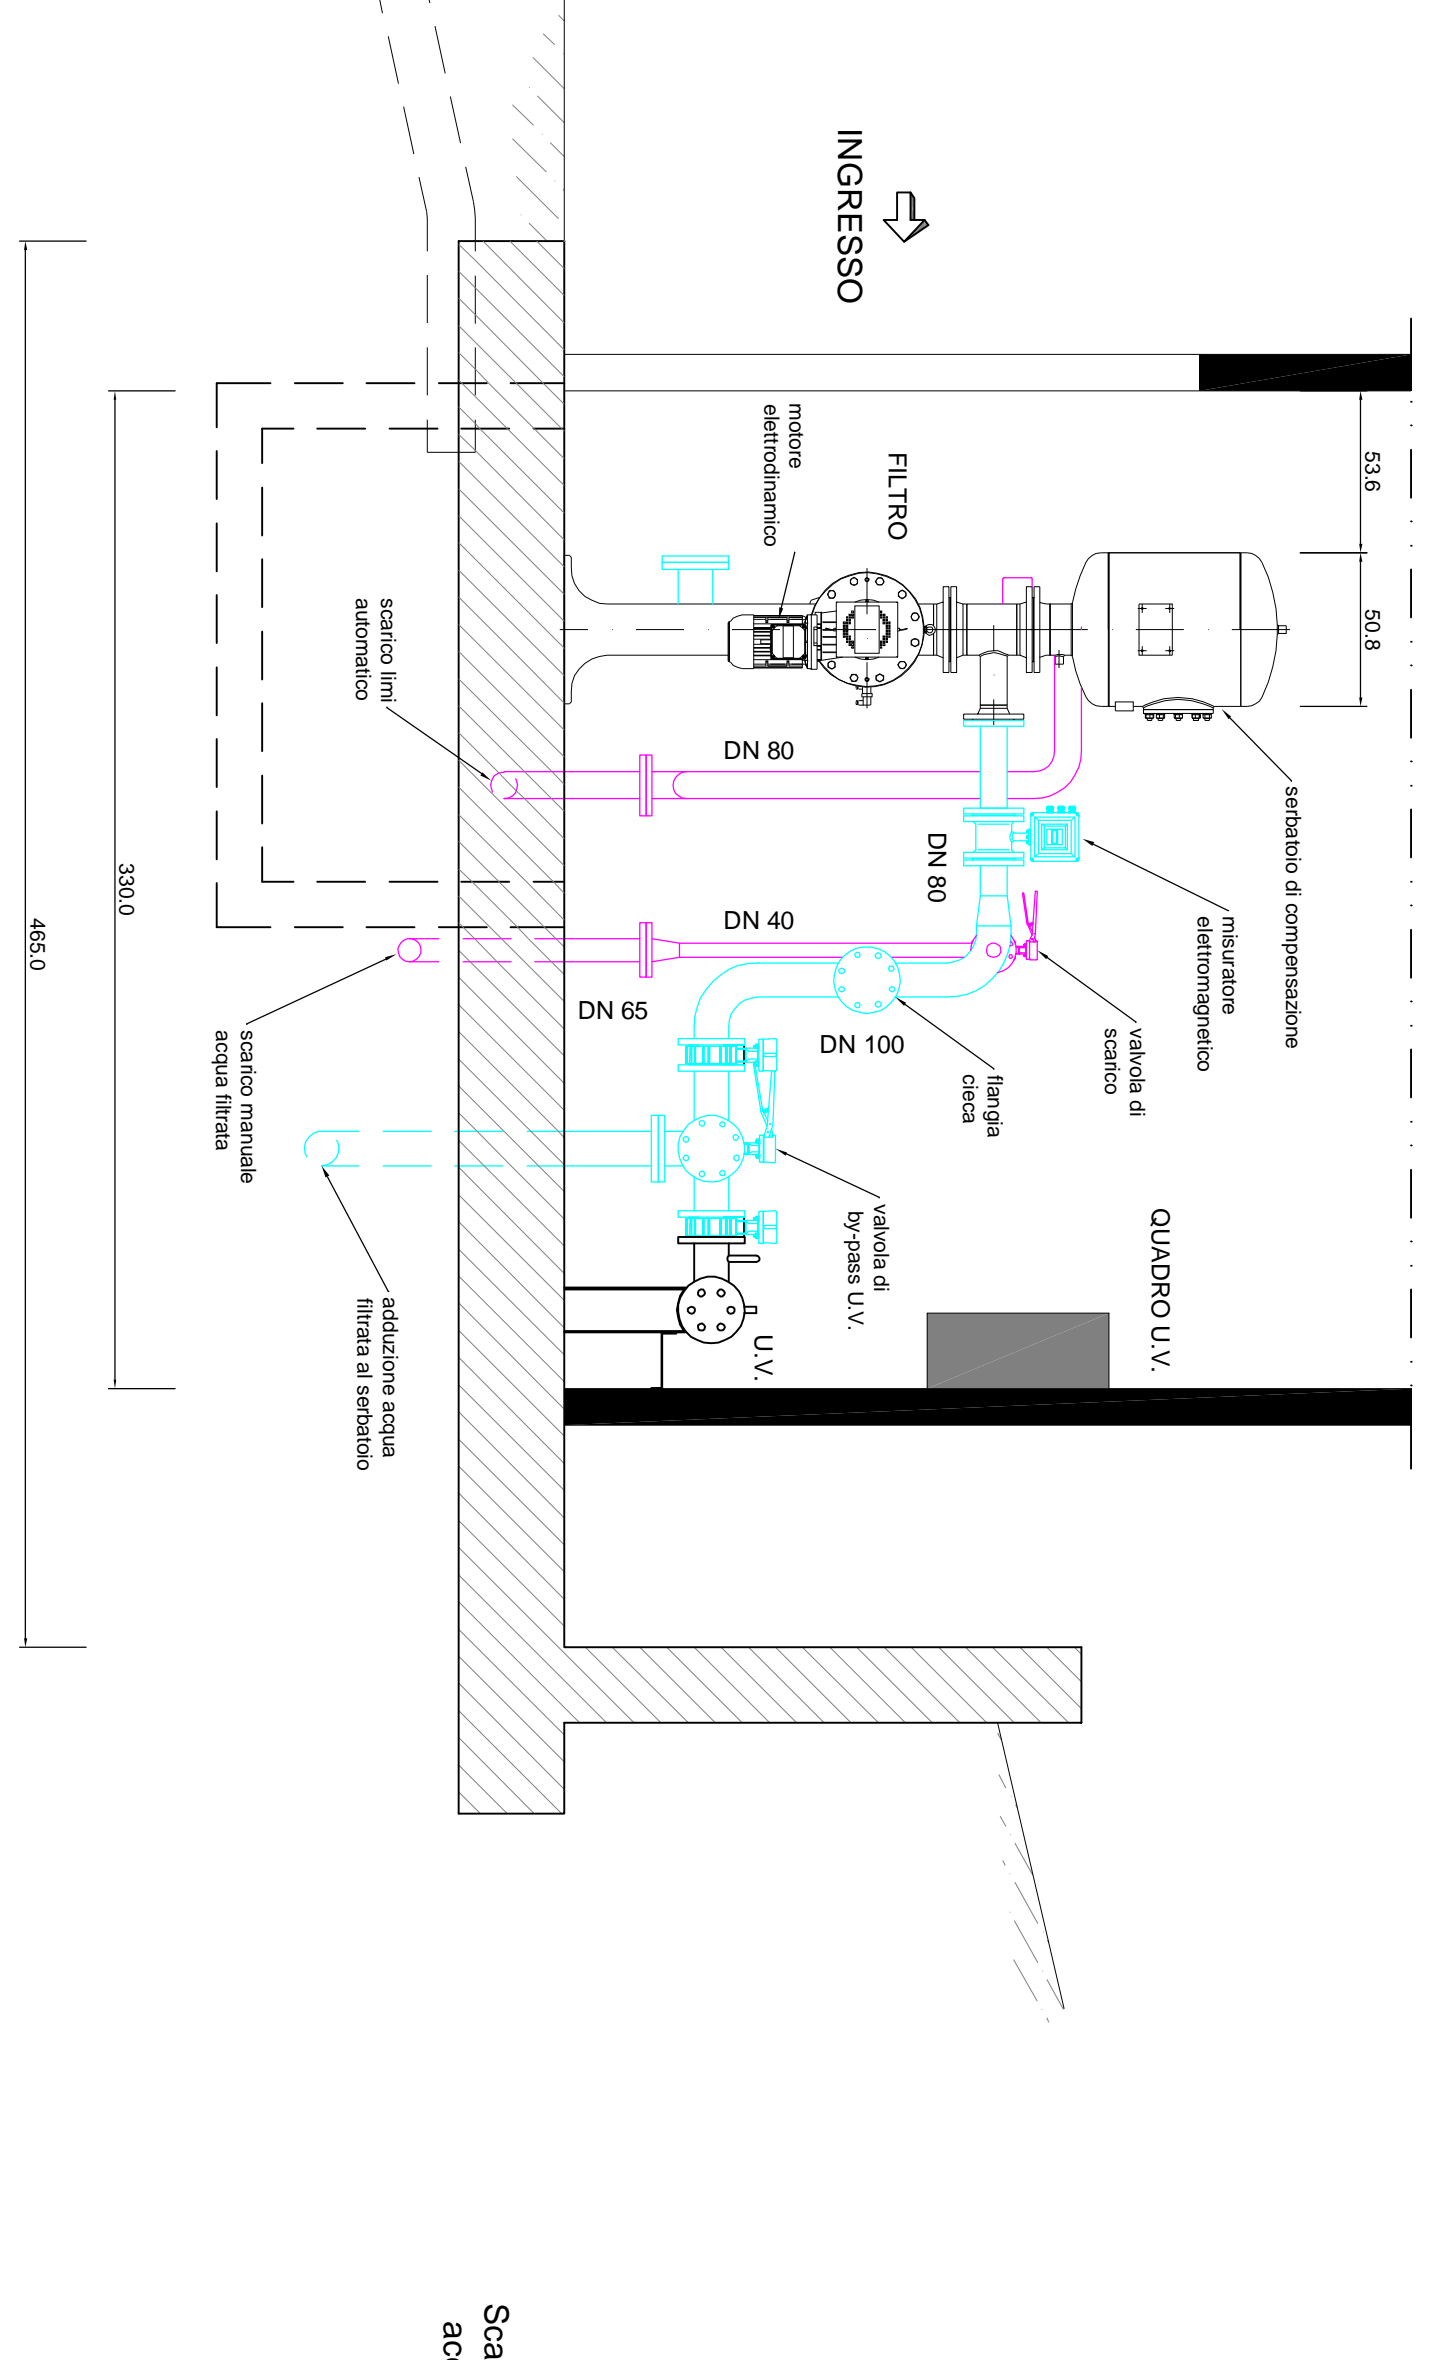 INGRESSO
53.6
50.8
FILTRO
motore
elettrodinamico
serbatoio di compensazione
misuratore
elettromagnetico
valvola di
scarico
flangia
cieca
DN 80
DN 80
DN 40
DN 65
DN 100
scarico limi
automatico
scarico manuale
acqua filtrata
adduzione acqua
filtrata al serbatoio
valvola di
by-pass U.V.
U.V.
QUADRO U.V.
330.0
465.0